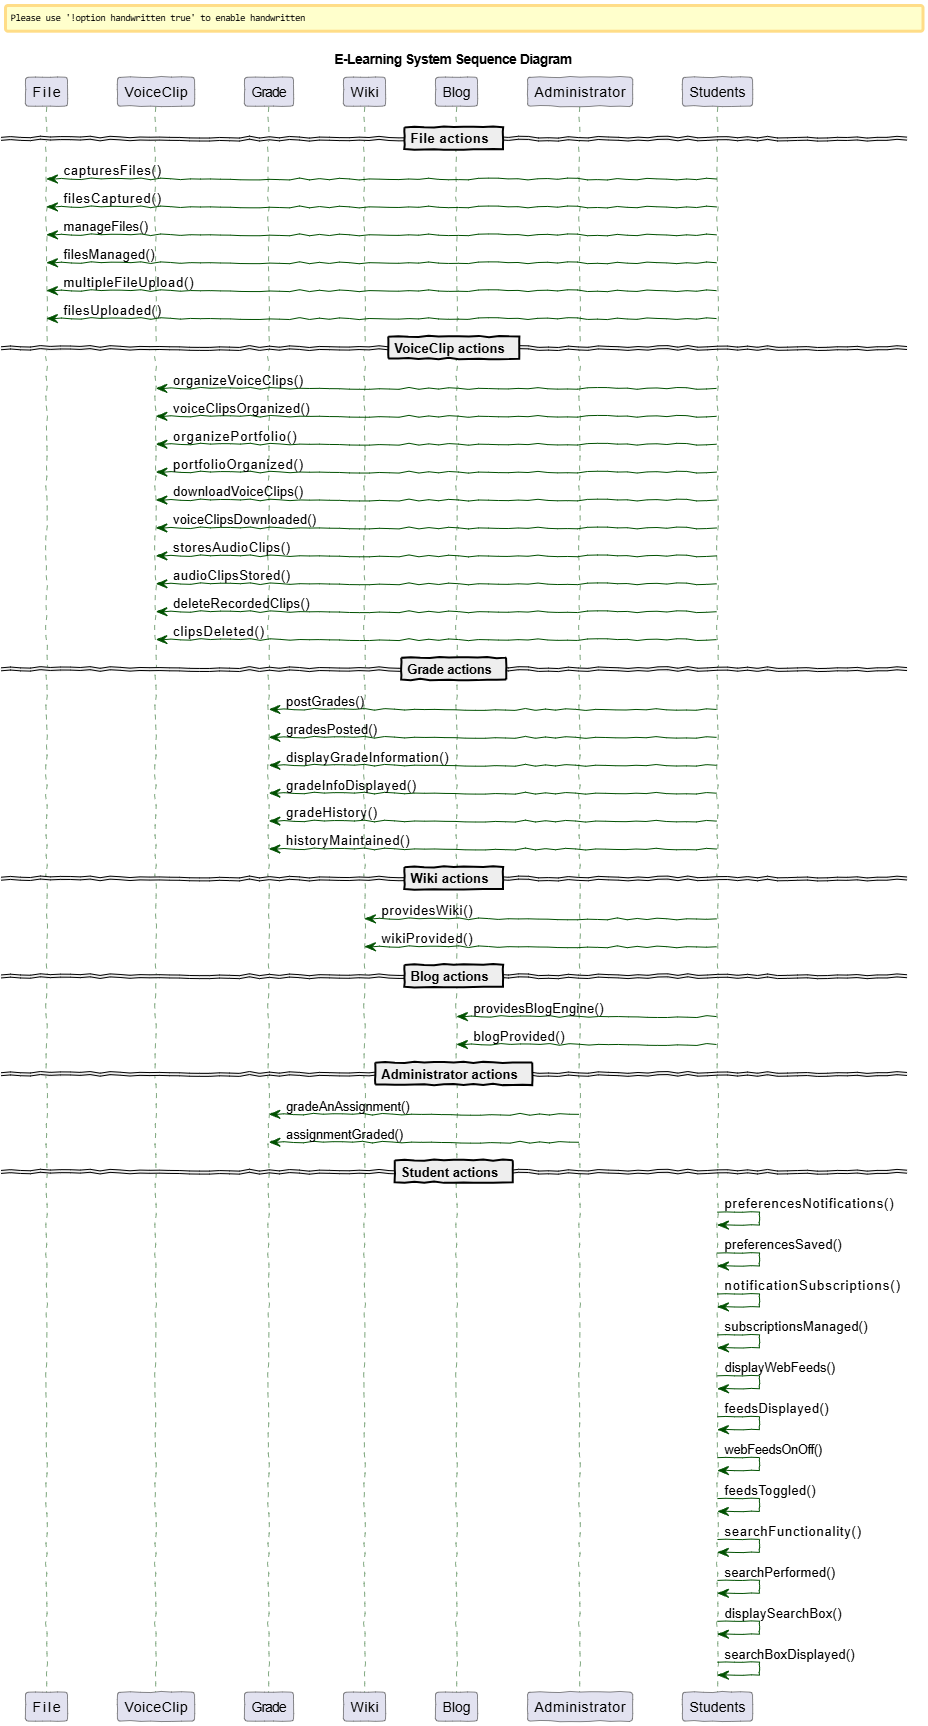 Please use '!option handwritten true' to enable handwritten
E-Learning System Sequence Diagram
File VoiceClip Grade Wiki Blog Administrator Students
File actions
capturesFiles()
filesCaptured()
manageFiles()
filesManaged()
multipleFileUpload()
filesUploaded()
VoiceClip actions
organizeVoiceClips()
voiceClipsOrganized()
organizePortfolio()
portfolioOrganized()
downloadVoiceClips()
voiceClipsDownloaded()
storesAudioClips()
audioClipsStored()
deleteRecordedClips()
clipsDeleted()
Grade actions
postGrades()
gradesPosted()
displayGradeInformation()
gradeInfoDisplayed()
gradeHistory()
historyMaintained()
Wiki actions
providesWiki()
wikiProvided()
Blog actions
providesBlogEngine()
blogProvided()
Administrator actions
gradeAnAssignment()
assignmentGraded()
Student actions
preferencesNotifications()
preferencesSaved()
notificationSubscriptions()
subscriptionsManaged()
displayWebFeeds()
feedsDisplayed()
webFeedsOnOff()
feedsToggled()
searchFunctionality()
searchPerformed()
displaySearchBox()
searchBoxDisplayed()
File VoiceClip Grade Wiki Blog Administrator Students